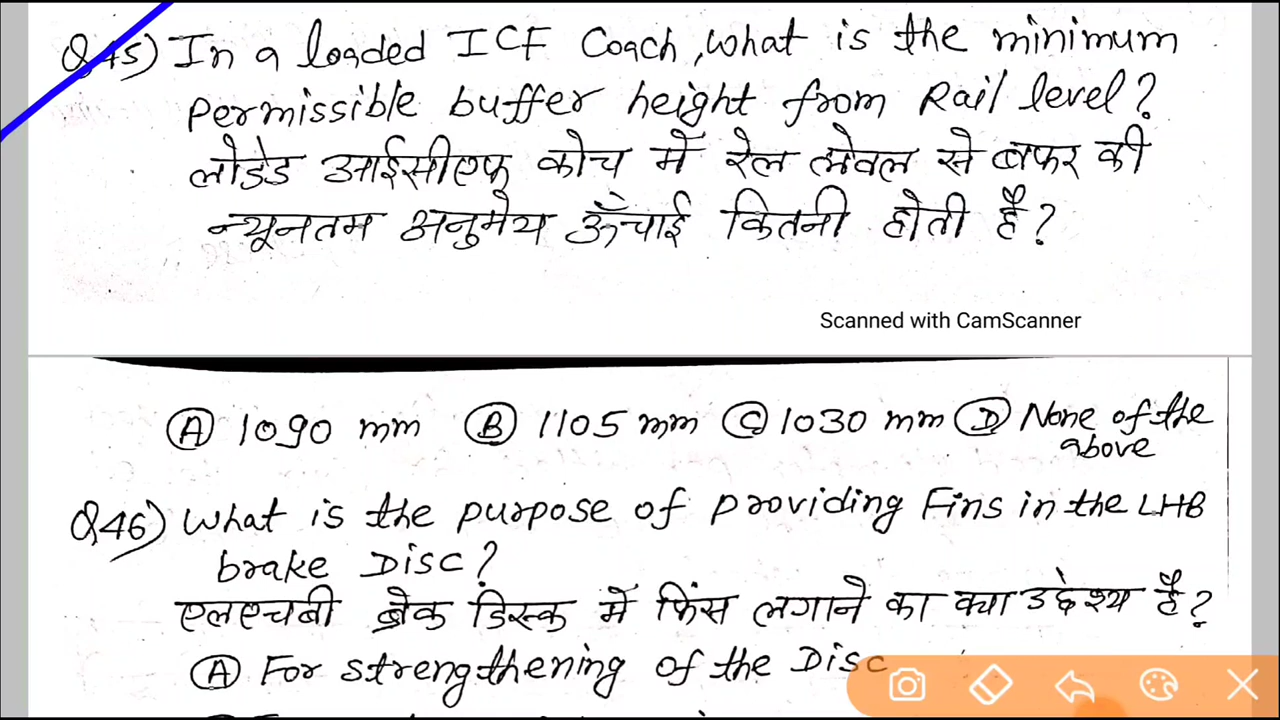 Q.45) In a loaded ICF Coach, what is the minimum
permissible buffer height from Rail level?
लोडेड आईसीएफ कोच में रेल लेवल से बफर की
न्यूनतम अनुमेय ऊँचाई कितनी होती है?
Scanned with CamScanner
(A) 1090 mm (B) 1105 mm (C) 1030 mm (D) None of the
above
Q.46) What is the purpose of providing Fins in the LHB
brake Disc?
एलएचबी ब्रेक डिस्क में फिंस लगाने का क्या उद्देश्य है?
(A) For strengthening of the Disc